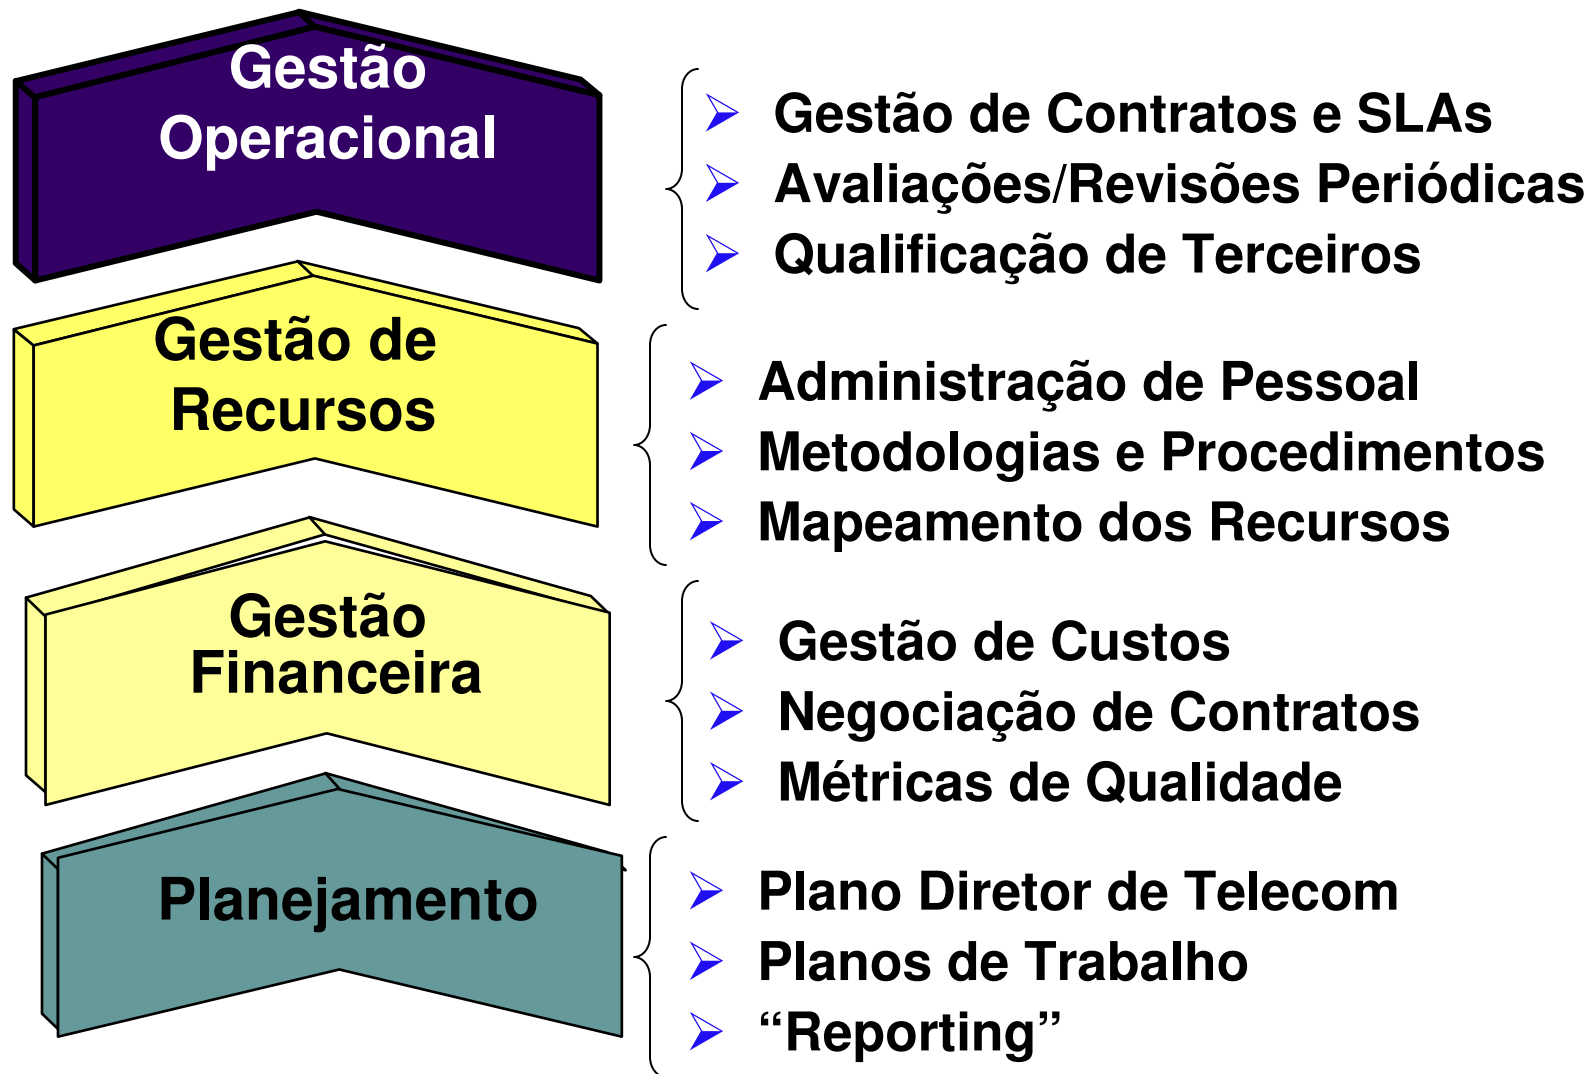 Gestão
Operacional
Gestão de Contratos e SLAs
Avaliações/Revisões Periódicas
Qualificação de Terceiros
Gestão de
Recursos
Administração de Pessoal
Metodologias e Procedimentos
Mapeamento dos Recursos
Gestão
Financeira
Gestão de Custos
Negociação de Contratos
Métricas de Qualidade
Planejamento
Plano Diretor de Telecom
Planos de Trabalho
“Reporting”